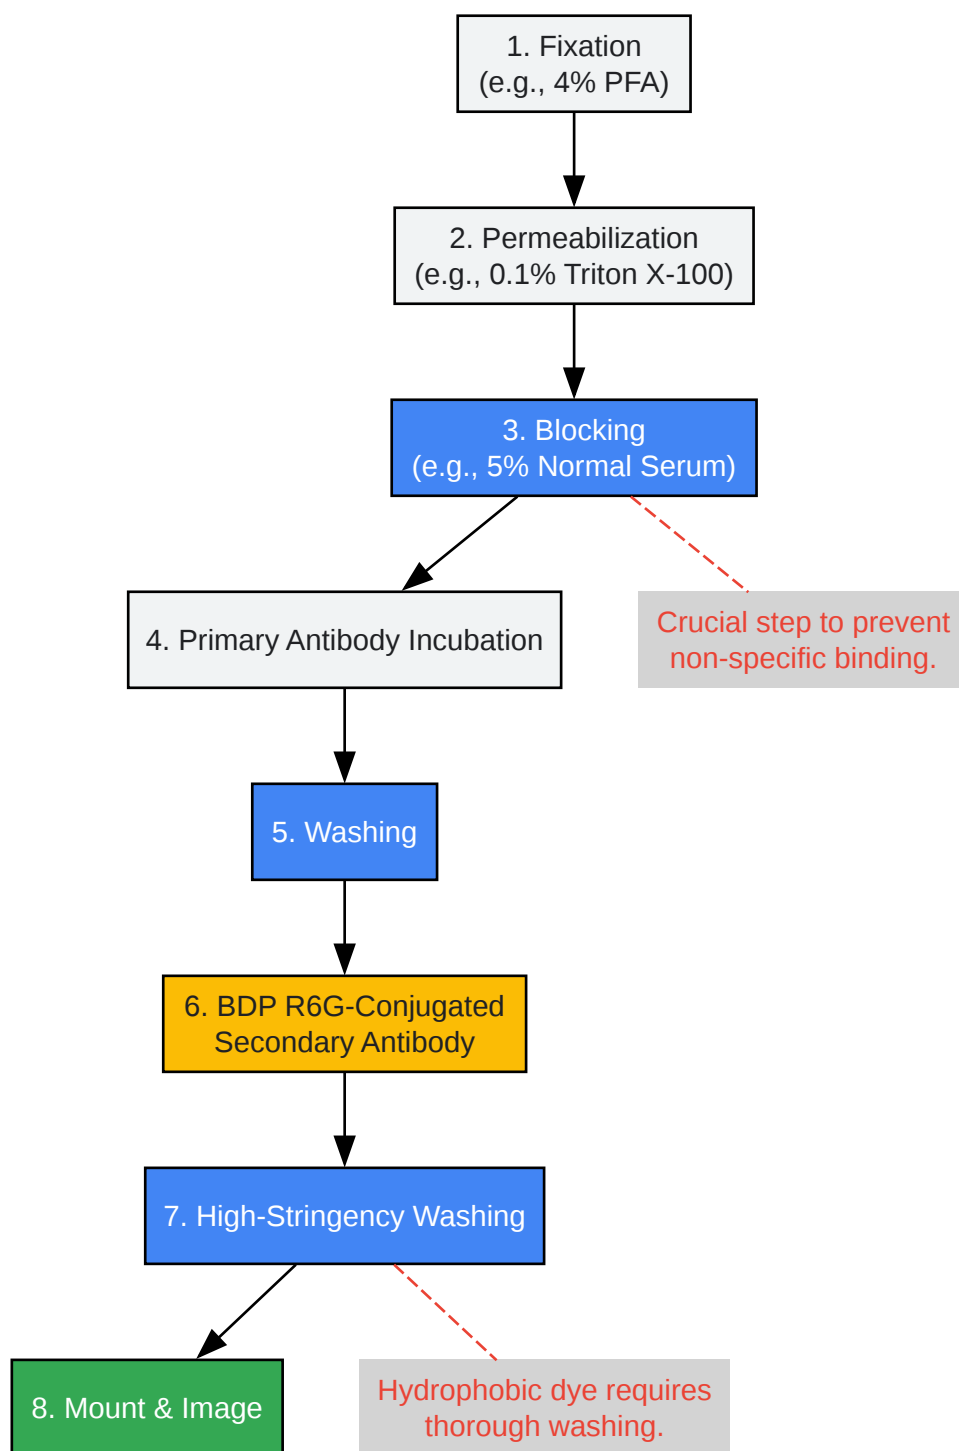 1. Fixation
(e.g., 4% PFA)
2. Permeabilization
(e.g., 0.1% Triton X-100)
3. Blocking
(e.g., 5% Normal Serum)
4. Primary Antibody Incubation
Crucial step to prevent
non-specific binding.
5. Washing
6. BDP R6G-Conjugated
Secondary Antibody
7. High-Stringency Washing
8. Mount & Image
Hydrophobic dye requires
thorough washing.